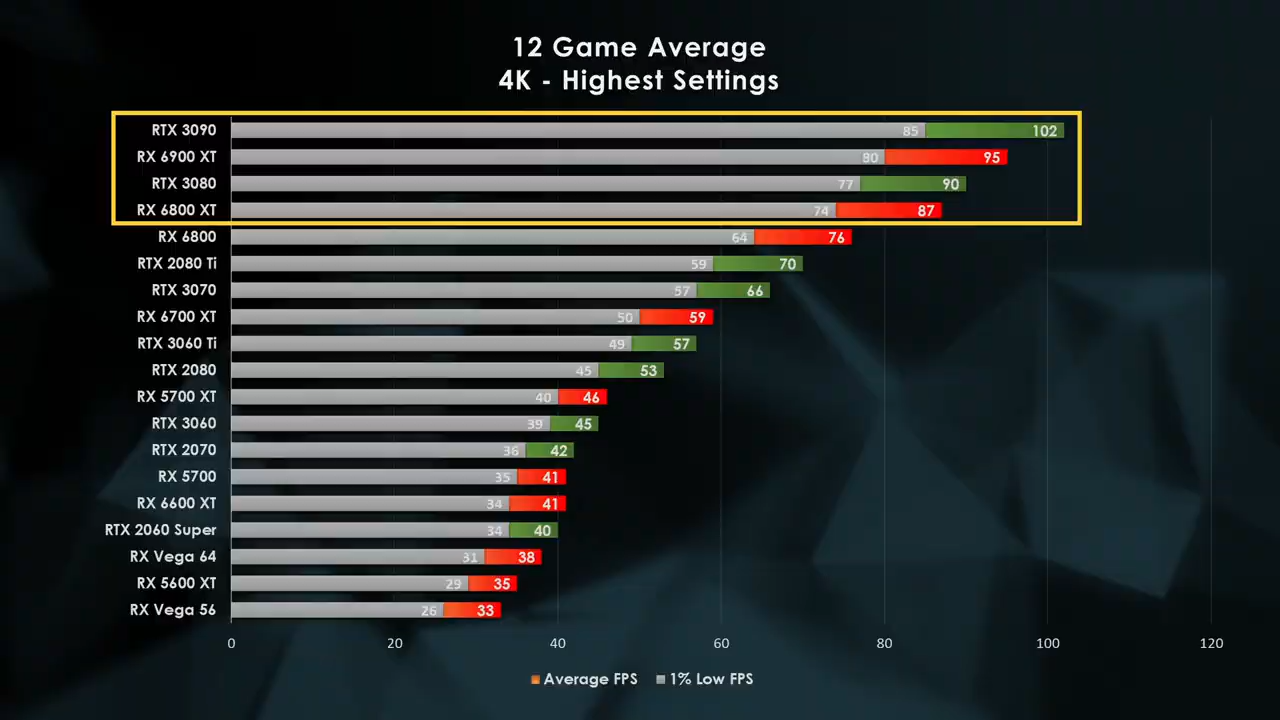 12 Game Average
4K - Highest Settings
RTX 3090 85 102
RX 6900 XT 80 95
RTX 3080 77 90
RX 6800 XT 74 87
RX 6800 64 76
RTX 2080 Ti 59 70
RTX 3070 57 66
RX 6700 XT 50 59
RTX 3060 Ti 49 57
RTX 2080 45 53
RX 5700 XT 40 46
RTX 3060 39 45
RTX 2070 36 42
RX 5700 35 41
RX 6600 XT 34 41
RTX 2060 Super 34 40
RX Vega 64 31 38
RX 5600 XT 29 35
RX Vega 56 26 33
0 20 40 60 80 100 120
Average FPS 1% Low FPS